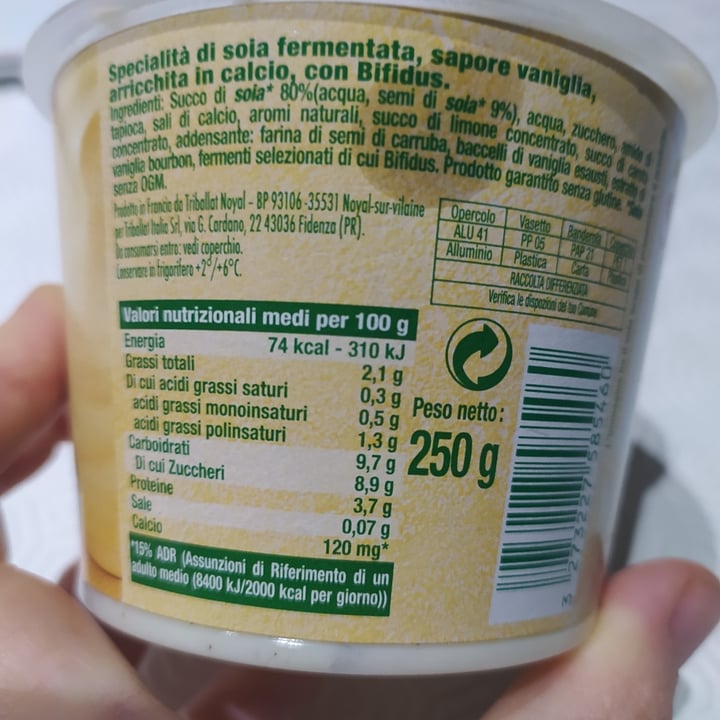 Specialità di soia fermentata, sapore vaniglia,
arricchita in calcio, con Bifidus.
Ingredienti: Succo di soia* 80%(acqua, semi di soia* 9%), acqua, zucchero, amido di
tapioca, sali di calcio, aromi naturali, succo di limone concentrato, succo di carota
concentrato, addensante: farina di semi di carruba, baccelli di vaniglia esausti, estratto di
vaniglia bourbon, fermenti selezionati di cui Bifidus. Prodotto garantito senza glutine. *Soia
senza OGM.
Prodotto in Francia da Triballat Noyal - BP 93106 -35531 Noyal-sur-vilaine
per Triballat Italia Srl, via G. Cardano, 22 43036 Fidenza (PR).
Da consumarsi entro: vedi coperchio.
Conservare in frigorifero +2°/+6°C.
Opercolo Vasetto Banderola Coperchio
ALU 41 PP 05 PAP 21 PET 1
Alluminio Plastica Carta Plastica
RACCOLTA DIFFERENZIATA
Verifica le disposizioni del tuo Comune
Valori nutrizionali medi per 100 g
Energia 74 kcal - 310 kJ
Grassi totali 2,1 g
Di cui acidi grassi saturi 0,3 g
acidi grassi monoinsaturi 0,5 g
acidi grassi polinsaturi 1,3 g
Carboidrati 9,7 g
Di cui Zuccheri 8,9 g
Proteine 3,7 g
Sale 0,07 g
Calcio 120 mg*
*15% ADR (Assunzioni di Riferimento di un
adulto medio (8400 kJ/2000 kcal per giorno))
Peso netto:
250 g
3 273227 585460